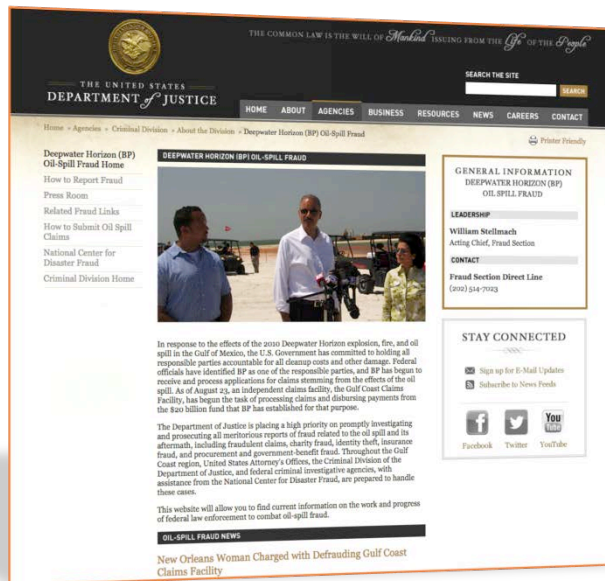 THE COMMON LAW IS THE WILL OF Mankind ISSUING FROM THE Life OF THE People
THE UNITED STATES
DEPARTMENT of JUSTICE
SEARCH THE SITE
SEARCH
HOME ABOUT AGENCIES BUSINESS RESOURCES NEWS CAREERS CONTACT
Home » Agencies » Criminal Division » About the Division » Deepwater Horizon (BP) Oil-Spill Fraud
Printer Friendly
Deepwater Horizon (BP)
Oil-Spill Fraud Home
How to Report Fraud
Press Room
Related Fraud Links
How to Submit Oil Spill
Claims
National Center for
Disaster Fraud
Criminal Division Home
DEEPWATER HORIZON (BP) OIL-SPILL FRAUD
In response to the effects of the 2010 Deepwater Horizon explosion, fire, and oil
spill in the Gulf of Mexico, the U.S. Government has committed to holding all
responsible parties accountable for all cleanup costs and other damage. Federal
officials have identified BP as one of the responsible parties, and BP has begun to
receive and process applications for claims stemming from the effects of the oil
spill. As of August 23, an independent claims facility, the Gulf Coast Claims
Facility, has begun the task of processing claims and disbursing payments from
the $20 billion fund that BP has established for that purpose.
The Department of Justice is placing a high priority on promptly investigating
and prosecuting all meritorious reports of fraud related to the oil spill and its
aftermath, including fraudulent claims, charity fraud, identity theft, insurance
fraud, and procurement and government-benefit fraud. Throughout the Gulf
Coast region, United States Attorney's Offices, the Criminal Division of the
Department of Justice, and federal criminal investigative agencies, with
assistance from the National Center for Disaster Fraud, are prepared to handle
these cases.
This website will allow you to find current information on the work and progress
of federal law enforcement to combat oil-spill fraud.
OIL-SPILL FRAUD NEWS
New Orleans Woman Charged with Defrauding Gulf Coast
Claims Facility
GENERAL INFORMATION
DEEPWATER HORIZON (BP)
OIL SPILL FRAUD
LEADERSHIP
William Stellmach
Acting Chief, Fraud Section
CONTACT
Fraud Section Direct Line
(202) 514-7023
STAY CONNECTED
Sign up for E-Mail Updates
Subscribe to News Feeds
f You Tube
Facebook Twitter YouTube